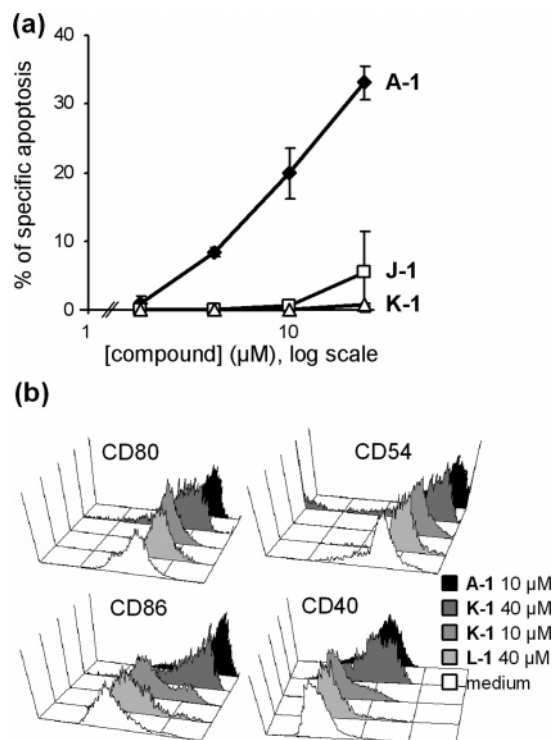 (a)
40
30
20
10
0
% of specific apoptosis
A-1
J-1
K-1
1
10
[compound] (µM), log scale
(b)
CD80
CD54
CD86
CD40
A-1 10 µM
K-1 40 µM
K-1 10 µM
L-1 40 µM
medium